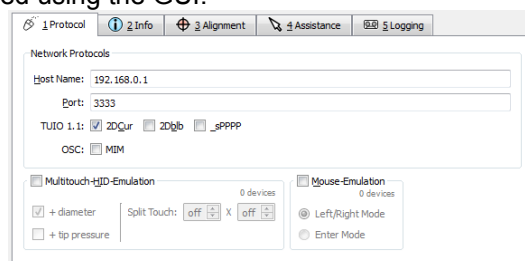 ed using the GUI.
1 Protocol 2 Info 3 Alignment 4 Assistance 5 Logging
Network Protocols
Host Name: 192.168.0.1
Port: 3333
TUIO 1.1: 2DCur 2Dblb _sPPPP
OSC: MIM
Multitouch-HID-Emulation Mouse-Emulation
0 devices 0 devices
+ diameter Split Touch: off X off Left/Right Mode
+ tip pressure Enter Mode